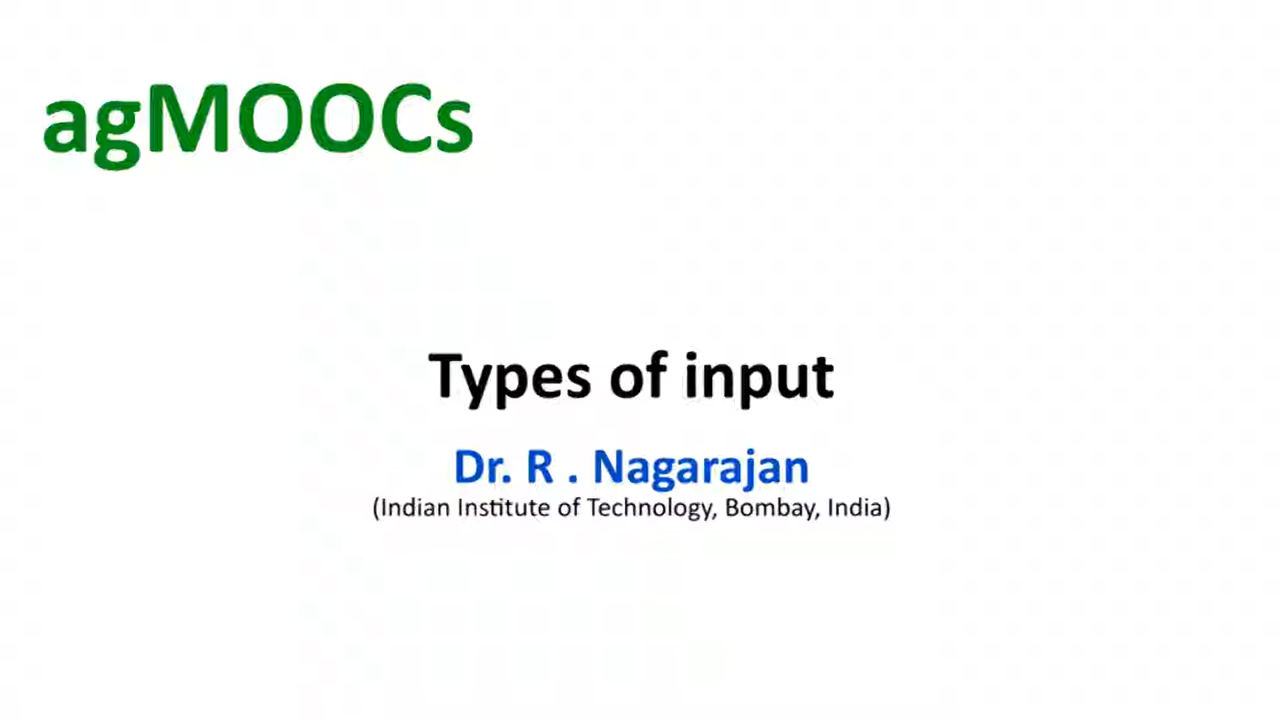 agMOOCs
Types of input
Dr. R . Nagarajan
(Indian Institute of Technology, Bombay, India)